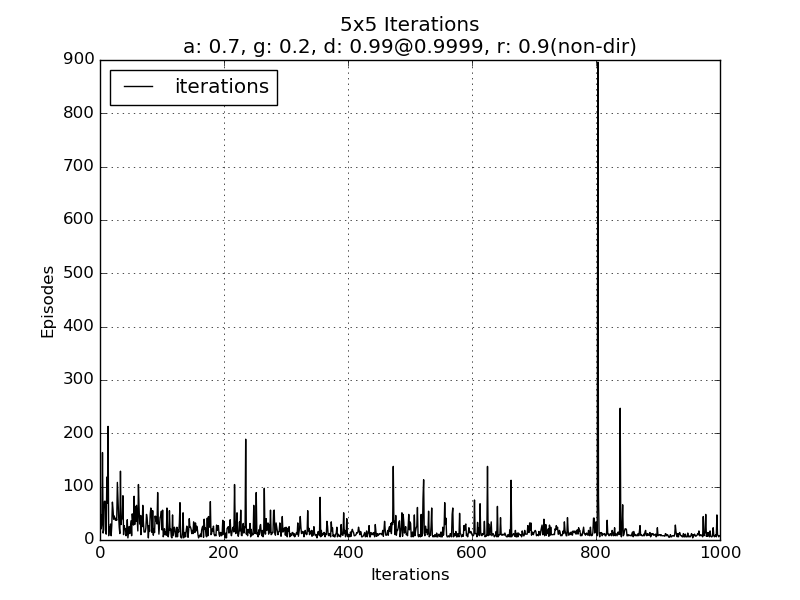 5x5 Iterations
a: 0.7, g: 0.2, d: 0.99@0.9999, r: 0.9(non-dir)
iterations
900
800
700
600
500
400
300
200
100
0
Episodes
0 200 400 600 800 1000
Iterations